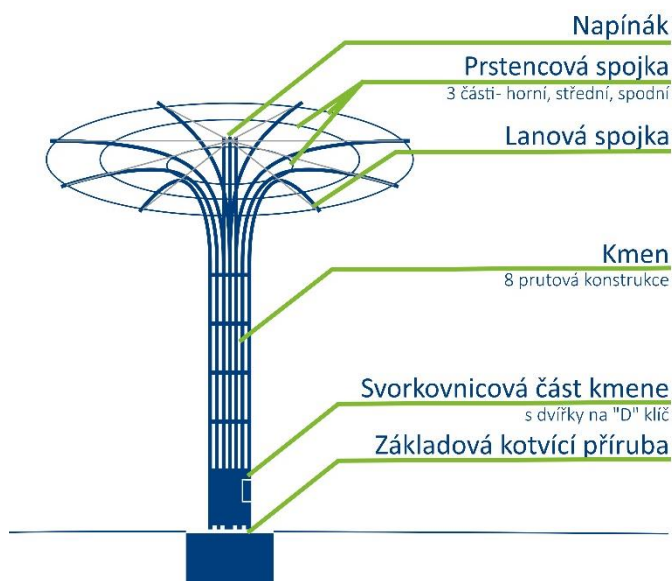 Napínák
Prstencová spojka
3 části- horní, střední, spodní
Lanová spojka
Kmen
8 prutová konstrukce
Svorkovnicová část kmene
s dvířky na "D" klíč
Základová kotvící příruba